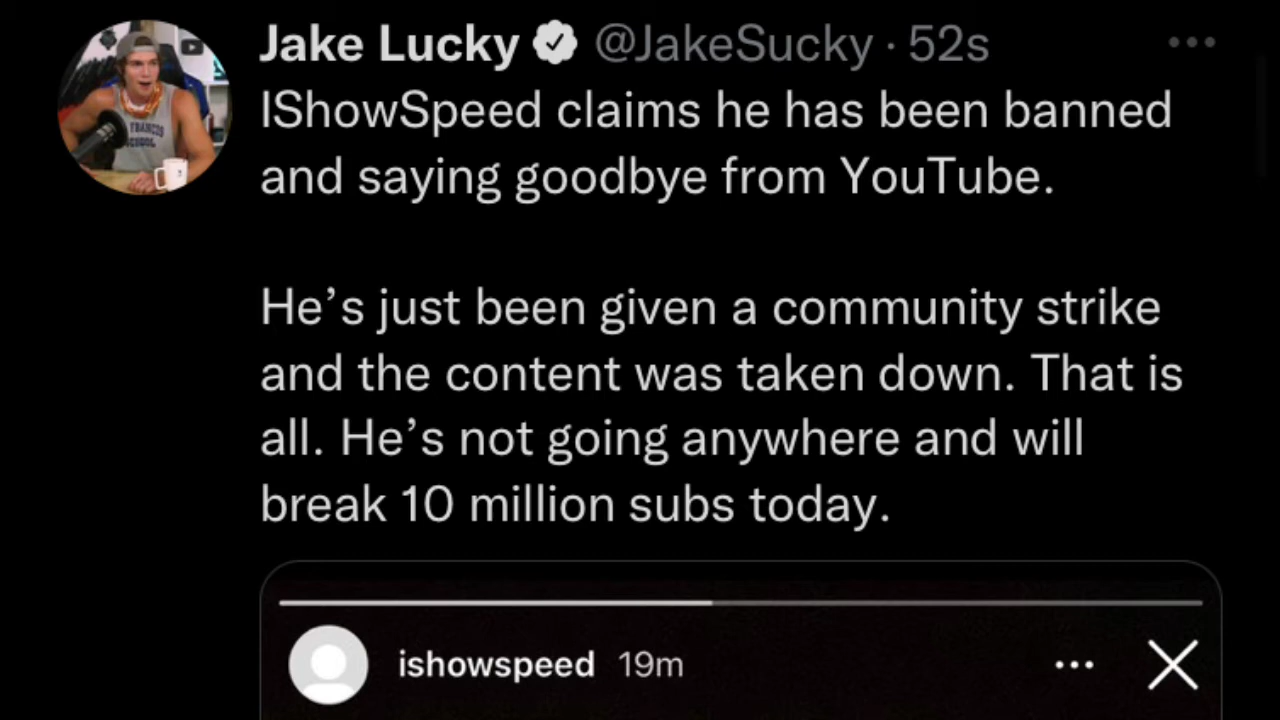 Jake Lucky @JakeSucky · 52s
IShowSpeed claims he has been banned
and saying goodbye from YouTube.
He’s just been given a community strike
and the content was taken down. That is
all. He’s not going anywhere and will
break 10 million subs today.
ishowspeed 19m